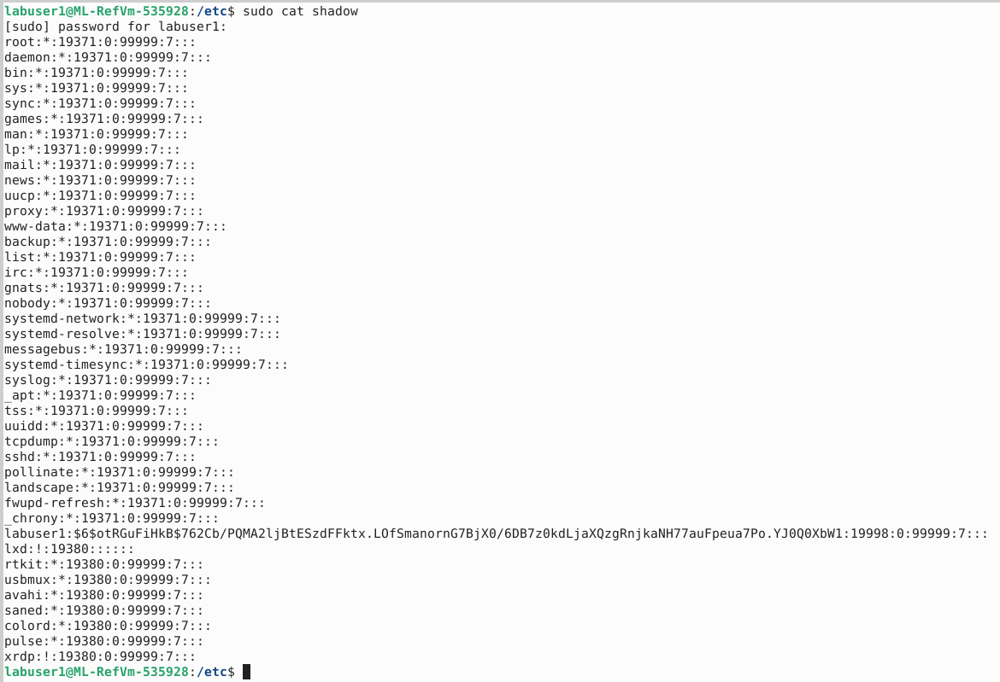 labuser1@ML-RefVm-535928:/etc$ sudo cat shadow
[sudo] password for labuser1:
root:*:19371:0:99999:7:::
daemon:*:19371:0:99999:7:::
bin:*:19371:0:99999:7:::
sys:*:19371:0:99999:7:::
sync:*:19371:0:99999:7:::
games:*:19371:0:99999:7:::
man:*:19371:0:99999:7:::
lp:*:19371:0:99999:7:::
mail:*:19371:0:99999:7:::
news:*:19371:0:99999:7:::
uucp:*:19371:0:99999:7:::
proxy:*:19371:0:99999:7:::
www-data:*:19371:0:99999:7:::
backup:*:19371:0:99999:7:::
list:*:19371:0:99999:7:::
irc:*:19371:0:99999:7:::
gnats:*:19371:0:99999:7:::
nobody:*:19371:0:99999:7:::
systemd-network:*:19371:0:99999:7:::
systemd-resolve:*:19371:0:99999:7:::
messagebus:*:19371:0:99999:7:::
systemd-timesync:*:19371:0:99999:7:::
syslog:*:19371:0:99999:7:::
_apt:*:19371:0:99999:7:::
tss:*:19371:0:99999:7:::
uuidd:*:19371:0:99999:7:::
tcpdump:*:19371:0:99999:7:::
sshd:*:19371:0:99999:7:::
pollinate:*:19371:0:99999:7:::
landscape:*:19371:0:99999:7:::
fwupd-refresh:*:19371:0:99999:7:::
_chrony:*:19371:0:99999:7:::
labuser1:$6$otRGuFiHkB$762Cb/PQMA2ljBtESzdFFktx.LOfSmanornG7BjX0/6DB7z0kdLjaXQzgRnjkaNH77auFpeua7Po.YJ0Q0XbW1:19998:0:99999:7:::
lxd:!:19380::::::
rtkit:*:19380:0:99999:7:::
usbmux:*:19380:0:99999:7:::
avahi:*:19380:0:99999:7:::
saned:*:19380:0:99999:7:::
colord:*:19380:0:99999:7:::
pulse:*:19380:0:99999:7:::
xrdp:!:19380:0:99999:7:::
labuser1@ML-RefVm-535928:/etc$